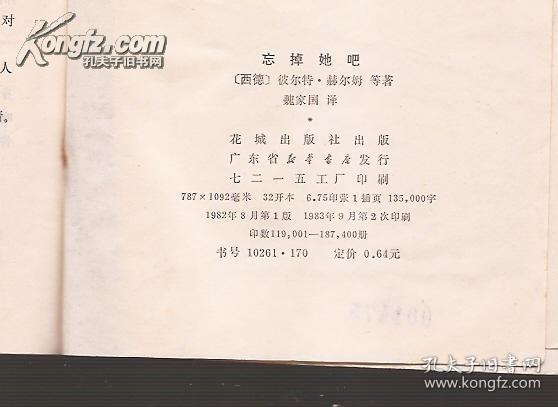 对
人
Kongfz.com
孔夫子旧书网
忘掉她吧
〔西德〕彼尔特·赫尔姆 等著
魏家国 译
花城出版社出版
广东省新华书店发行
七二一五工厂印刷
787×1092毫米 32开本 6.75印张1插页 135,000字
1982年8月第1版 1983年9月第2次印刷
印数119,001—187,400册
书号 10261·170 定价 0.64元
孔夫子旧书网
www.kongfz.com